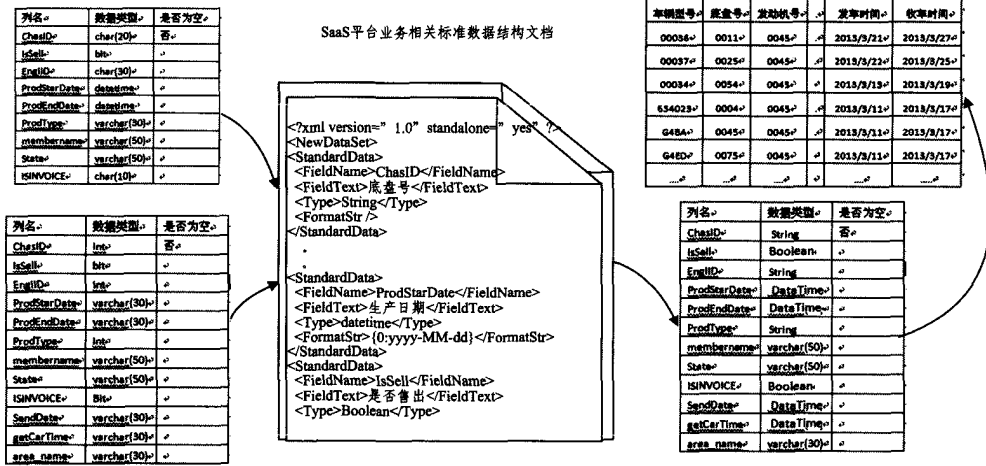 列名 数据类型 是否为空
ChasID char(20) 否
IsSell bit
EngIID char(30)
ProdStarDate datetime
ProdEndDate datetime
ProdType varchar(30)
membername varchar(50)
State varchar(50)
ISINVOICE char(10)
列名 数据类型 是否为空
ChasID int 否
IsSell bit
EngIID int
ProdStarDate varchar(30)
ProdEndDate varchar(30)
ProdType int
membername varchar(50)
State varchar(50)
ISINVOICE Bit
SendDate varchar(30)
getCarTime varchar(30)
area_name varchar(30)
SaaS平台业务相关标准数据结构文档
<?xml version=” 1.0” standalone=” yes” ?>
<NewDataSet>
<StandardData>
<FieldName>ChasID</FieldName>
<FieldText>底盘号</FieldText>
<Type>String</Type>
<FormatStr />
</StandardData>
.
.
<StandardData>
<FieldName>ProdStarDate</FieldName>
<FieldText>生产日期</FieldText>
<Type>datetime</Type>
<FormatStr>{0:yyyy-MM-dd}</FormatStr>
</StandardData>
<StandardData>
<FieldName>IsSell</FieldName>
<FieldText>是否售出</FieldText>
<Type>Boolean</Type>
车辆型号 底盘号 发动机号 . 发车时间 收车时间
00036 0011 0045 2013/3/21 2013/3/27
00037 0025 0045 2013/3/22 2013/3/25
00034 0054 0045 2013/3/13 2013/3/19
634023 0004 0045 2013/3/11 2013/3/17
G4BA 0045 0045 2013/3/11 2013/3/17
G4ED 0075 0045 2013/3/11 2013/3/17
.... .... .... ..... .....
列名 数据类型 是否为空
ChasID String 否
IsSell Boolean
EngIID String
ProdStarDate DataTime
ProdEndDate DataTime
ProdType String
membername varchar(50)
State varchar(50)
ISINVOICE Boolean
SendDate DataTime
getCarTime DataTime
area_name varchar(30)